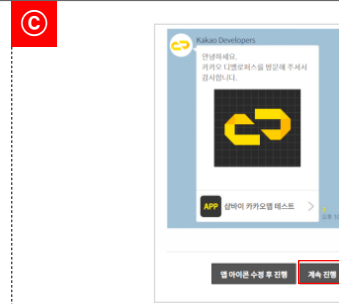 ⓒ
Kakao Developers
안녕하세요.
카카오 디벨로퍼스를 방문해 주셔서
감사합니다.
APP 샵바이 카카오앱 테스트
앱 아이콘 수정 후 진행 계속 진행